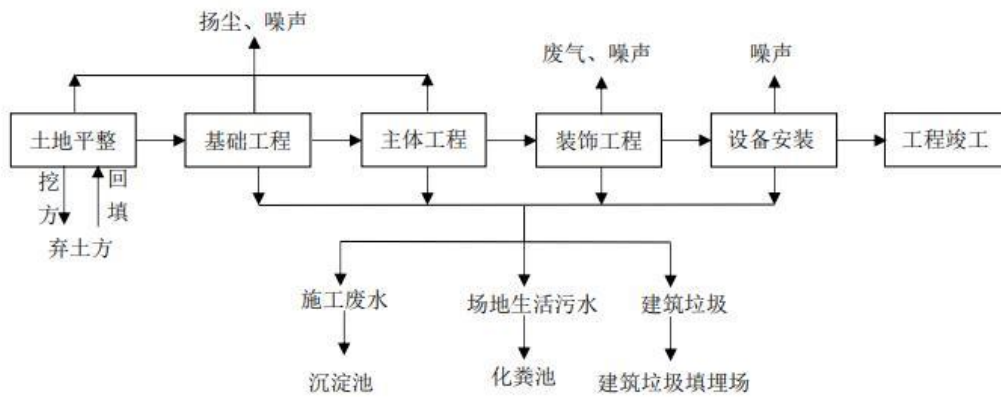 扬尘、噪声
废气、噪声
噪声
土地平整
基础工程
主体工程
装饰工程
设备安装
工程竣工
挖方
回填
弃土方
施工废水
场地生活污水
建筑垃圾
沉淀池
化粪池
建筑垃圾填埋场